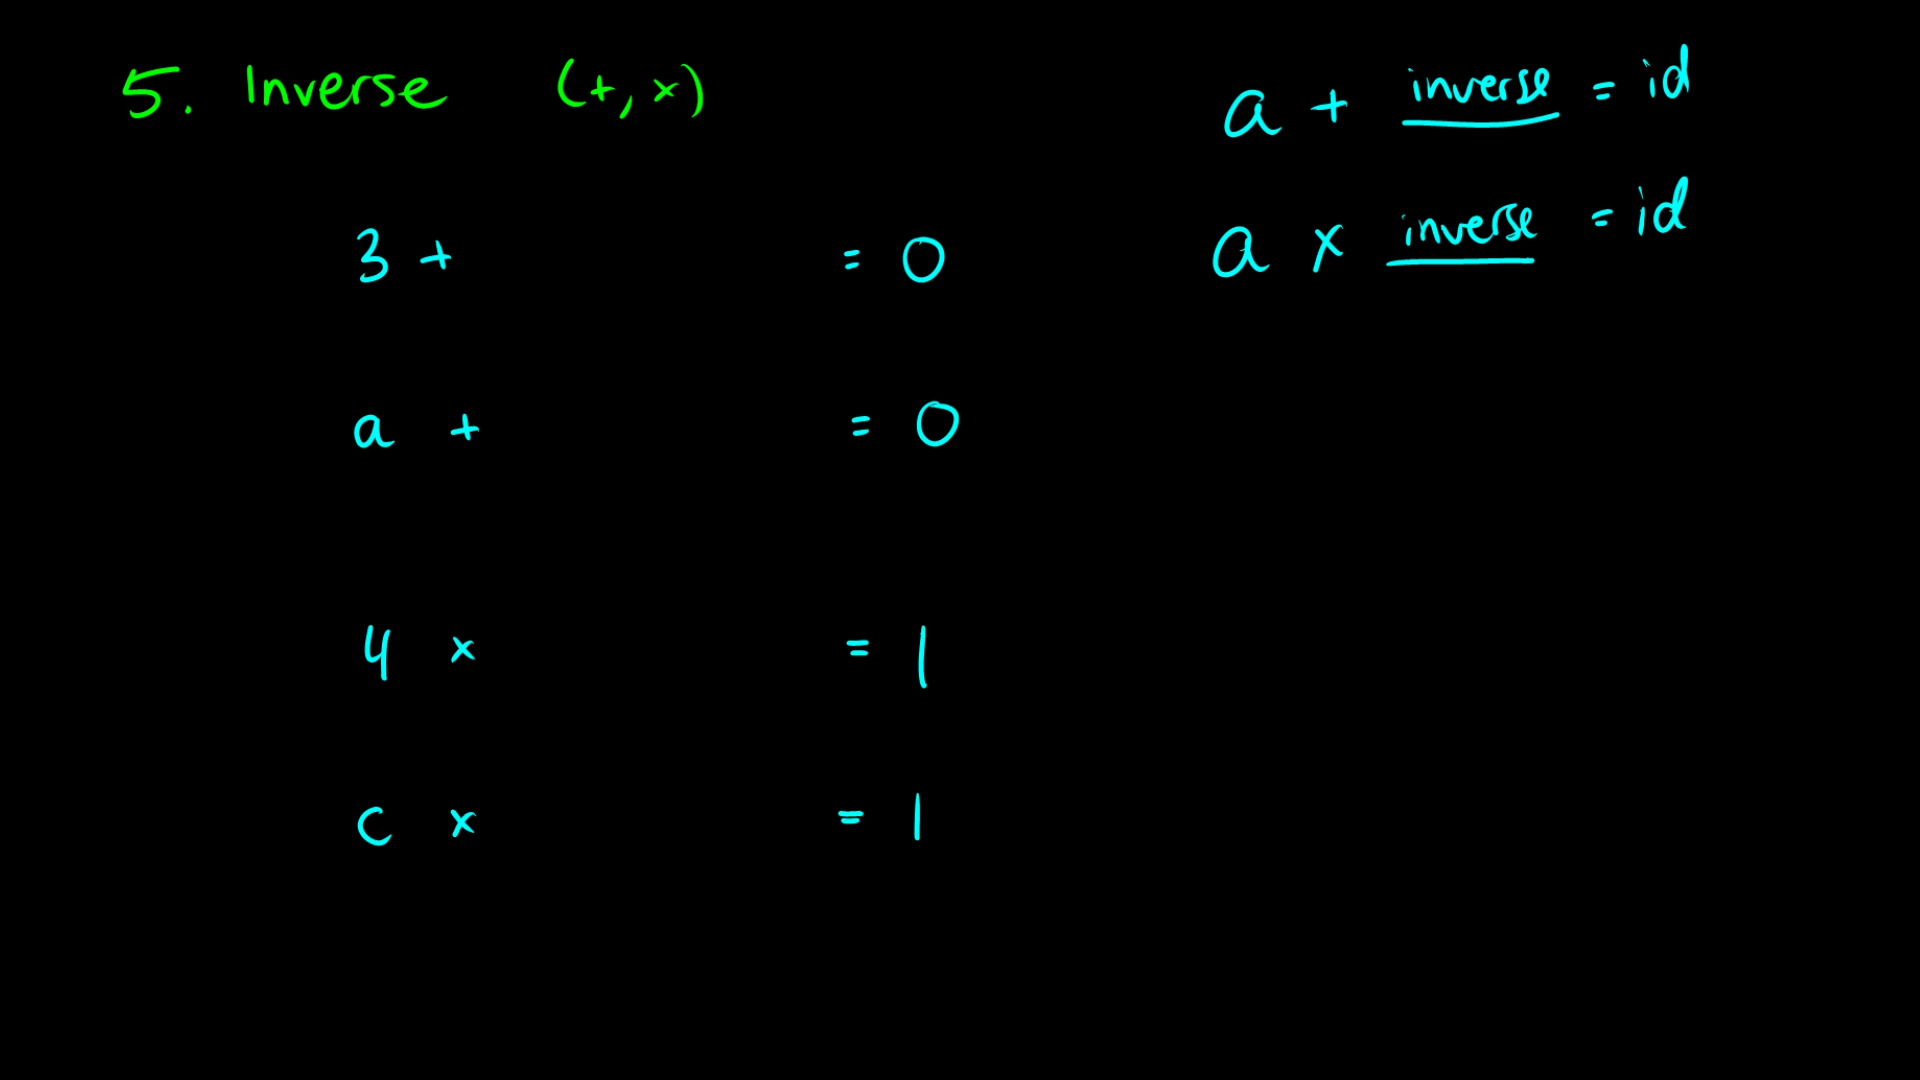 5. Inverse (+, ×)
a + inverse = id
a × inverse = id
3 + = 0
a + = 0
4 × = 1
c × = 1